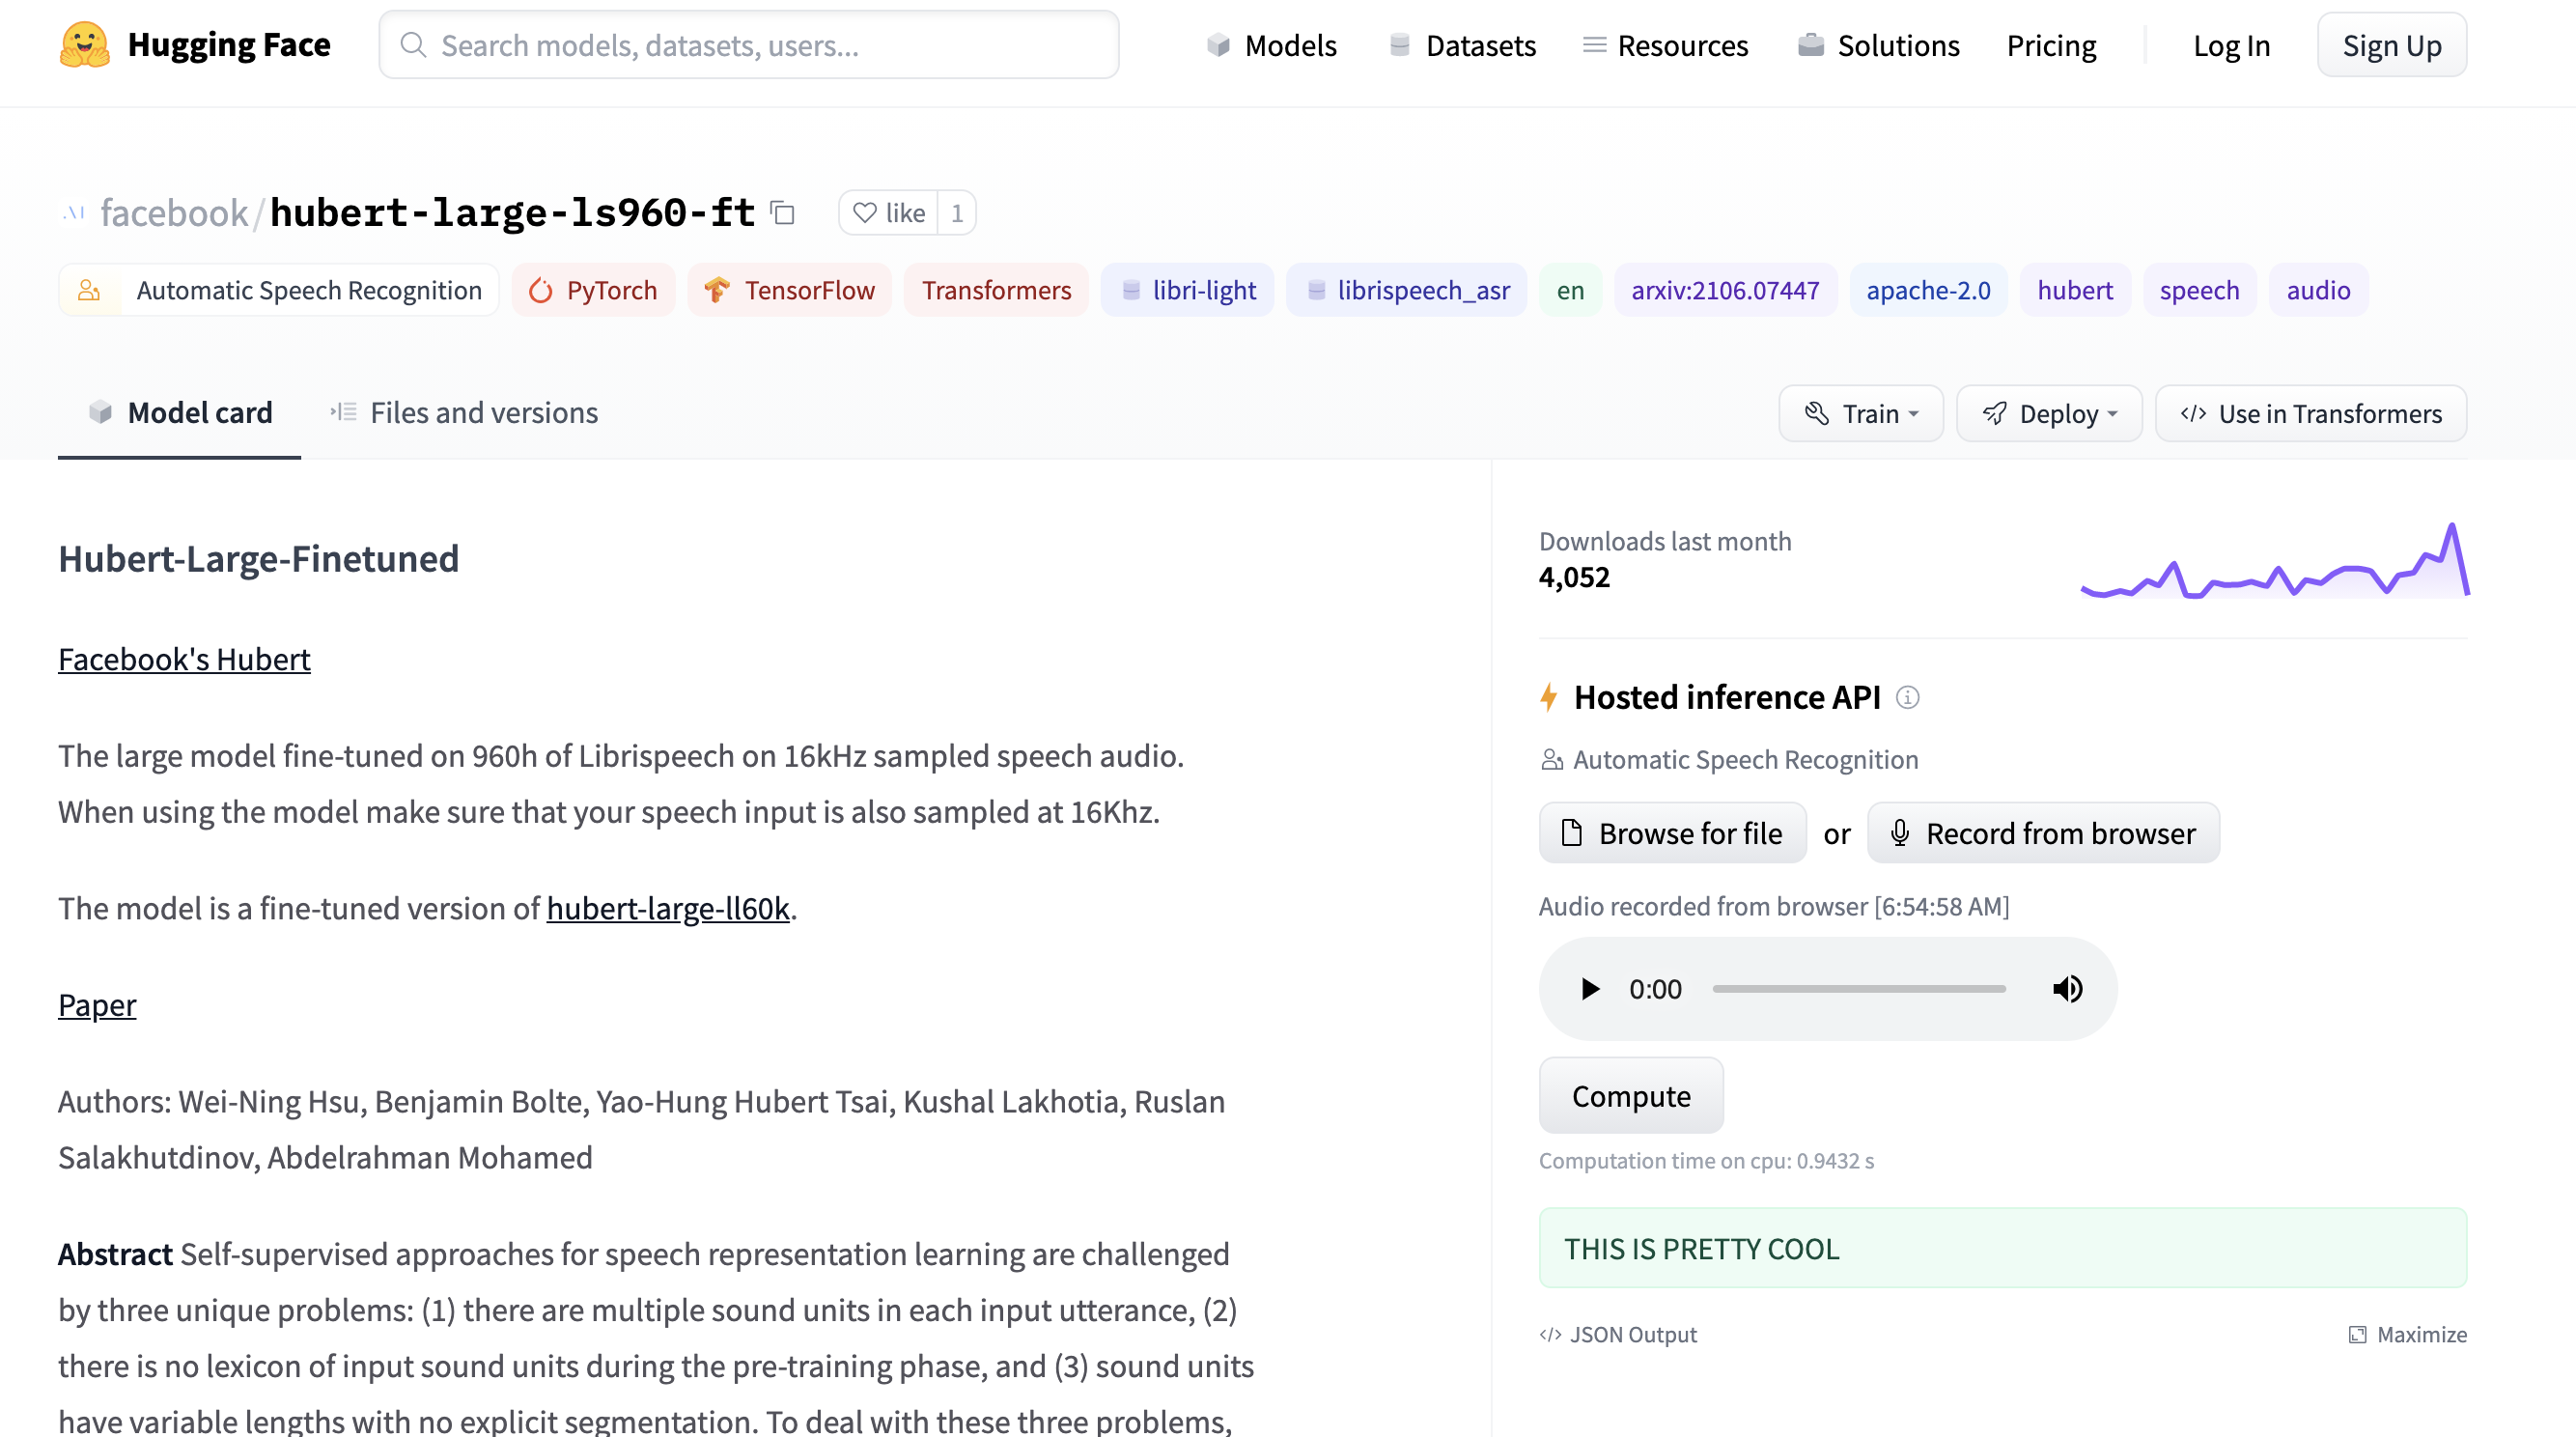 Hugging Face
Search models, datasets, users...
Models
Datasets
Resources
Solutions
Pricing
Log In
Sign Up
facebook/hubert-large-ls960-ft
like 1
Automatic Speech Recognition
PyTorch
TensorFlow
Transformers
libri-light
librispeech_asr
en
arxiv:2106.07447
apache-2.0
hubert
speech
audio
Model card
Files and versions
Train
Deploy
</> Use in Transformers
Hubert-Large-Finetuned
Facebook's Hubert
The large model fine-tuned on 960h of Librispeech on 16kHz sampled speech audio.
When using the model make sure that your speech input is also sampled at 16Khz.
The model is a fine-tuned version of hubert-large-ll60k.
Paper
Authors: Wei-Ning Hsu, Benjamin Bolte, Yao-Hung Hubert Tsai, Kushal Lakhotia, Ruslan
Salakhutdinov, Abdelrahman Mohamed
Abstract Self-supervised approaches for speech representation learning are challenged
by three unique problems: (1) there are multiple sound units in each input utterance, (2)
there is no lexicon of input sound units during the pre-training phase, and (3) sound units
have variable lengths with no explicit segmentation. To deal with these three problems,
Downloads last month
4,052
Hosted inference API
Automatic Speech Recognition
Browse for file or Record from browser
Audio recorded from browser [6:54:58 AM]
0:00
Compute
Computation time on cpu: 0.9432 s
THIS IS PRETTY COOL
</> JSON Output
Maximize